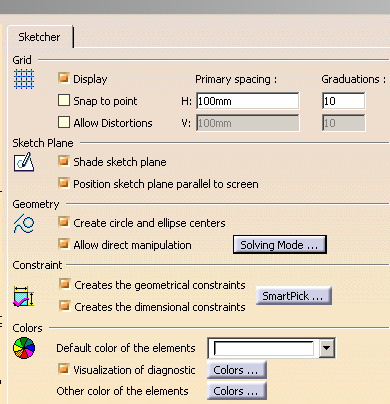 Sketcher
Grid
Display Primary spacing : Graduations :
Snap to point H: 100mm 10
Allow Distortions V: 100mm 10
Sketch Plane
Shade sketch plane
Position sketch plane parallel to screen
Geometry
Create circle and ellipse centers
Allow direct manipulation Solving Mode ...
Constraint
Creates the geometrical constraints
SmartPick ...
Creates the dimensional constraints
Colors
Default color of the elements
Visualization of diagnostic Colors ...
Other color of the elements Colors ...